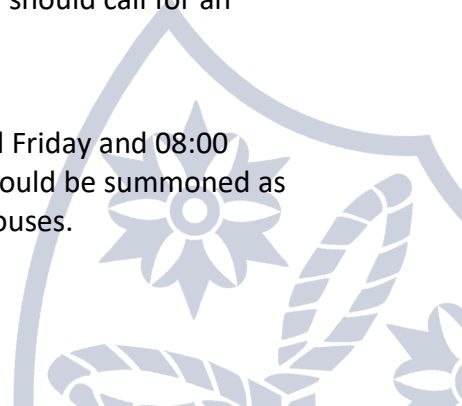 should call for an
Friday and 08:00
ould be summoned as
ouses.